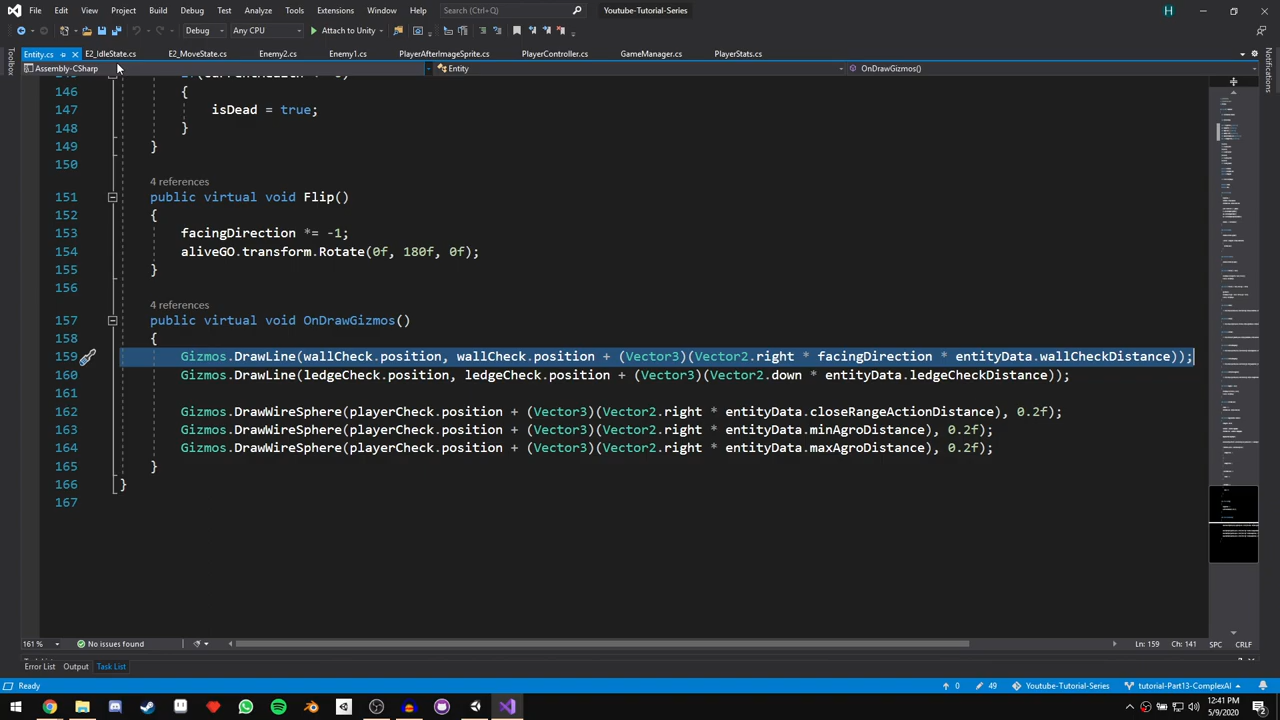 File Edit View Project Build Debug Test Analyze Tools Extensions Window Help Search (Ctrl+Q) Youtube-Tutorial-Series H
Debug Any CPU Attach to Unity
Entity.cs E2_IdleState.cs E2_MoveState.cs Enemy2.cs Enemy1.cs PlayerAfterImageSprite.cs PlayerController.cs GameManager.cs PlayerStats.cs
Assembly-CSharp Entity OnDrawGizmos()
Toolbox
Notifications
146 {
147 isDead = true;
148 }
149 }
150
4 references
151 public virtual void Flip()
152 {
153 facingDirection *= -1;
154 aliveGO.transform.Rotate(0f, 180f, 0f);
155 }
156
4 references
157 public virtual void OnDrawGizmos()
158 {
159 Gizmos.DrawLine(wallCheck.position, wallCheck.position + (Vector3)(Vector2.right facingDirection entityData.wallCheckDistance));
160 Gizmos.DrawLine(ledgeCheck.position, ledgeCheck.position + (Vector3)(Vector2.down * entityData.ledgeCheckDistance));
161
162 Gizmos.DrawWireSphere(playerCheck.position + (Vector3)(Vector2.right * entityData.closeRangeActionDistance), 0.2f);
163 Gizmos.DrawWireSphere(playerCheck.position + (Vector3)(Vector2.right * entityData.minAgroDistance), 0.2f);
164 Gizmos.DrawWireSphere(playerCheck.position + (Vector3)(Vector2.right * entityData.maxAgroDistance), 0.2f);
165 }
166 }
167
161 % No issues found Ln: 159 Ch: 141 SPC CRLF
Error List Output Task List
Ready 0 49 Youtube-Tutorial-Series tutorial-Part13-ComplexAI
12:41 PM
5/9/2020